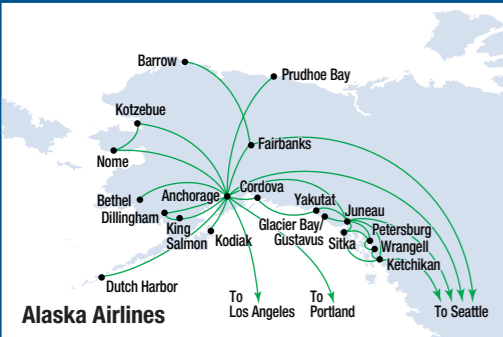 Barrow
Prudhoe Bay
Kotzebue
Fairbanks
Nome
Bethel
Anchorage
Cordova
Yakutat
Dillingham
Juneau
King
Salmon
Kodiak
Glacier Bay/
Gustavus
Sitka
Petersburg
Wrangell
Ketchikan
Dutch Harbor
To
Los Angeles
To
Portland
To Seattle
Alaska Airlines